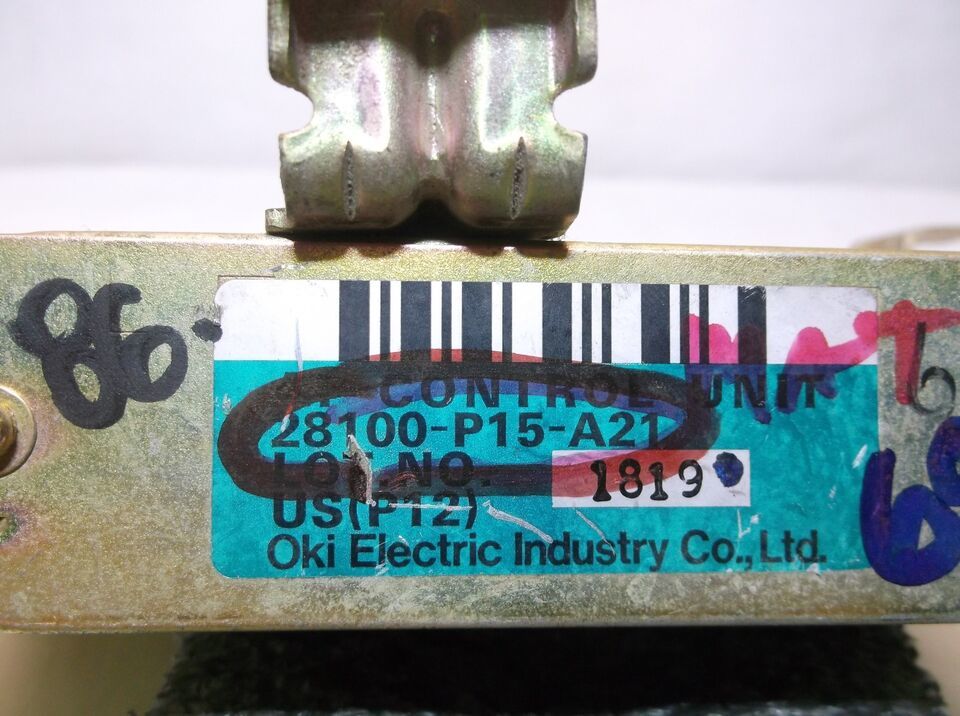 86
CONTROL UNIT
28100-P15-A21
LOT. NO. 1819
US(P12)
Oki Electric Industry Co., Ltd.